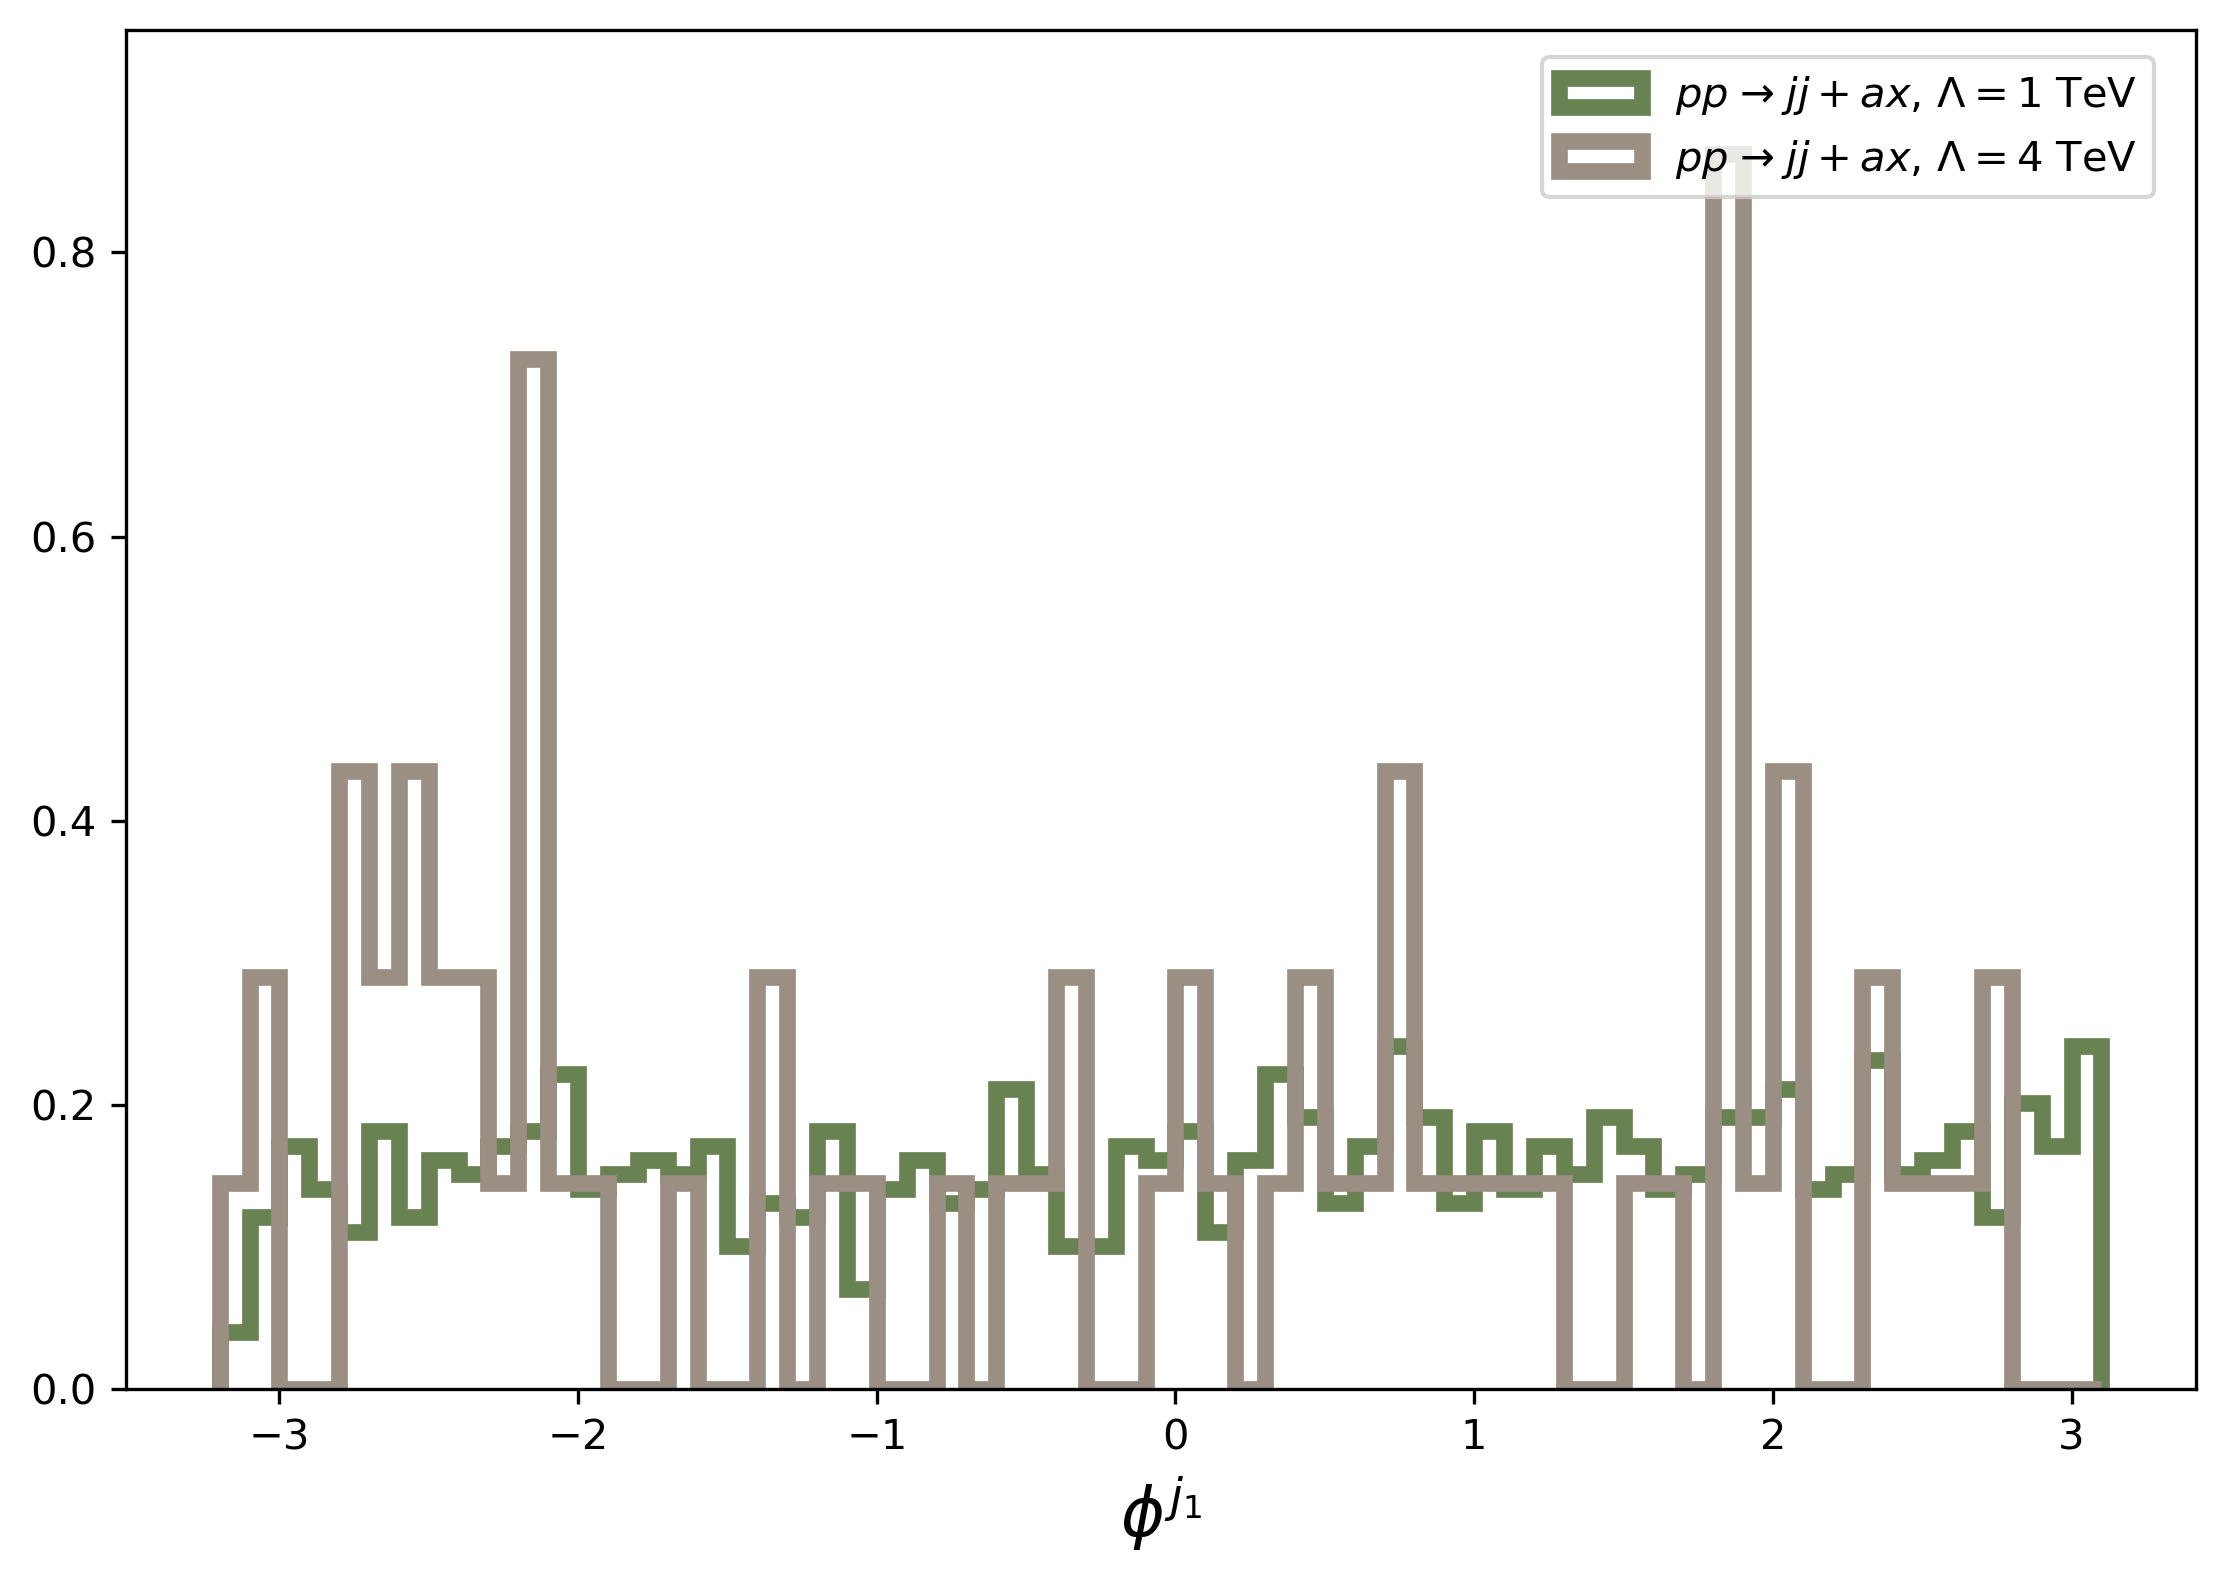 pp → jj + ax, Λ = 1 TeV
pp → jj + ax, Λ = 4 TeV
0.8
0.6
0.4
0.2
0.0
−3 −2 −1 0 1 2 3
ϕ^{j_1}